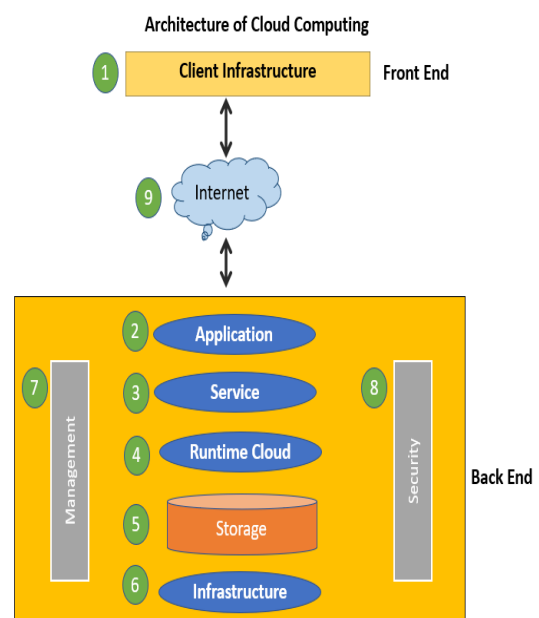 Architecture of Cloud Computing
1 Client Infrastructure Front End
9 Internet
2 Application
7 Management
3 Service
8 Security
4 Runtime Cloud
Back End
5 Storage
6 Infrastructure